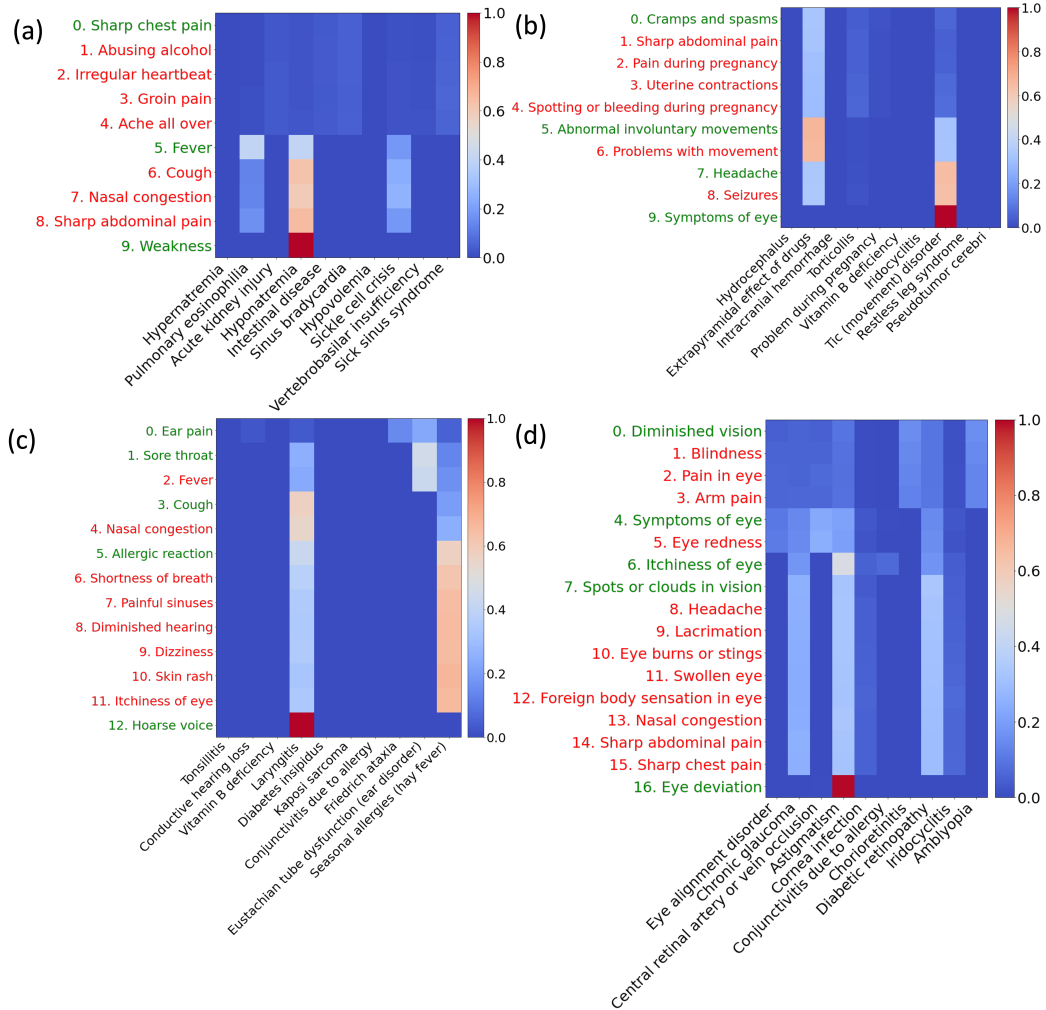 (a)
0. Sharp chest pain
1. Abusing alcohol
2. Irregular heartbeat
3. Groin pain
4. Ache all over
5. Fever
6. Cough
7. Nasal congestion
8. Sharp abdominal pain
9. Weakness
1.0
0.8
0.6
0.4
0.2
0.0
Hypernatremia
Pulmonary eosinophilia
Acute kidney injury
Hyponatremia
Intestinal disease
Sinus bradycardia
Hypovolemia
Sickle cell crisis
Vertebrobasilar insufficiency
Sick sinus syndrome
(b)
0. Cramps and spasms
1. Sharp abdominal pain
2. Pain during pregnancy
3. Uterine contractions
4. Spotting or bleeding during pregnancy
5. Abnormal involuntary movements
6. Problems with movement
7. Headache
8. Seizures
9. Symptoms of eye
1.0
0.8
0.6
0.4
0.2
0.0
Hydrocephalus
Extrapyramidal effect of drugs
Intracranial hemorrhage
Torticolis
Problem during pregnancy
Vitamin B deficiency
Iridocyclitis
Tic (movement) disorder
Restless leg syndrome
Pseudotumor cerebri
(c)
0. Ear pain
1. Sore throat
2. Fever
3. Cough
4. Nasal congestion
5. Allergic reaction
6. Shortness of breath
7. Painful sinuses
8. Diminished hearing
9. Dizziness
10. Skin rash
11. Itchiness of eye
12. Hoarse voice
1.0
0.8
0.6
0.4
0.2
0.0
Tonsillitis
Conductive hearing loss
Vitamin B deficiency
Laryngitis
Diabetes insipidus
Kaposi sarcoma
Conjunctivitis due to allergy
Friedrich ataxia
Eustachian tube dysfunction (ear disorder)
Seasonal allergies (hay fever)
(d)
0. Diminished vision
1. Blindness
2. Pain in eye
3. Arm pain
4. Symptoms of eye
5. Eye redness
6. Itchiness of eye
7. Spots or clouds in vision
8. Headache
9. Lacrimation
10. Eye burns or stings
11. Swollen eye
12. Foreign body sensation in eye
13. Nasal congestion
14. Sharp abdominal pain
15. Sharp chest pain
16. Eye deviation
1.0
0.8
0.6
0.4
0.2
0.0
Eye alignment disorder
Chronic glaucoma
Central retinal artery or vein occlusion
Astigmatism
Cornea infection
Conjunctivitis due to allergy
Chorioretinitis
Diabetic retinopathy
Iridocyclitis
Amblyopia